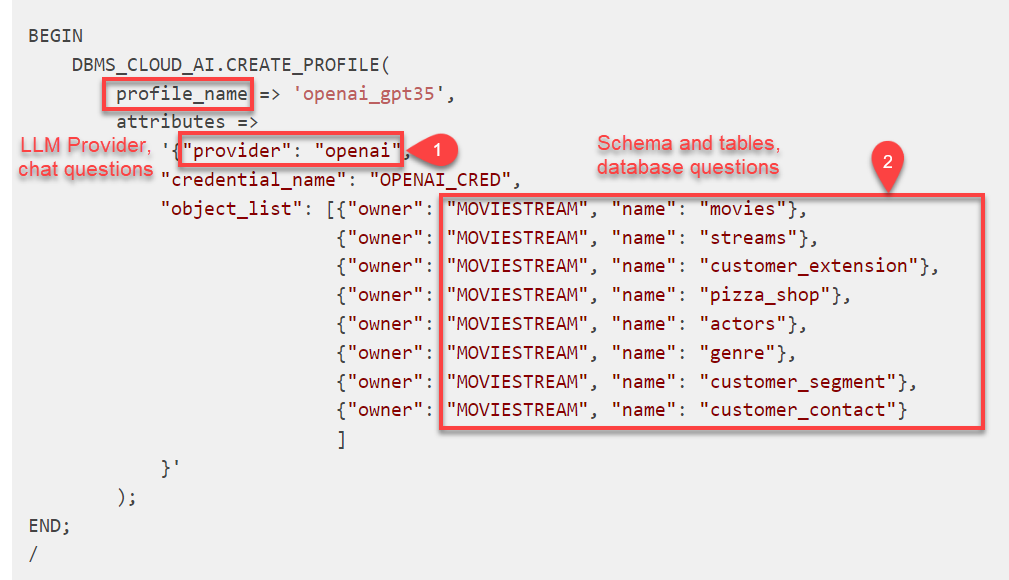 BEGIN
DBMS_CLOUD_AI.CREATE_PROFILE(
profile_name => 'openai_gpt35',
attributes =>
LLM Provider,
chat questions
'{"provider": "openai",
1
Schema and tables,
database questions
2
"credential_name": "OPENAI_CRED",
"object_list": [{"owner": "MOVIESTREAM", "name": "movies"},
{"owner": "MOVIESTREAM", "name": "streams"},
{"owner": "MOVIESTREAM", "name": "customer_extension"},
{"owner": "MOVIESTREAM", "name": "pizza_shop"},
{"owner": "MOVIESTREAM", "name": "actors"},
{"owner": "MOVIESTREAM", "name": "genre"},
{"owner": "MOVIESTREAM", "name": "customer_segment"},
{"owner": "MOVIESTREAM", "name": "customer_contact"}
]
}'
);
END;
/